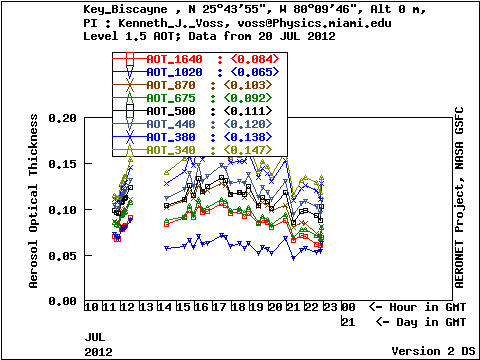 Key_Biscayne , N 25°43'55", W 80°09'46", Alt 0 m,
PI : Kenneth_J._Voss, voss@Physics.miami.edu
Level 1.5 AOT; Data from 20 JUL 2012
AOT_1640 : <0.084>
AOT_1020 : <0.065>
AOT_870 : <0.103>
AOT_675 : <0.092>
AOT_500 : <0.111>
AOT_440 : <0.120>
AOT_380 : <0.138>
AOT_340 : <0.147>
Aerosol Optical Thickness
0.20
0.15
0.10
0.05
0.00
AERONET Project, NASA GSFC
10 11 12 13 14 15 16 17 18 19 20 21 22 23 00 <- Hour in GMT
21 <- Day in GMT
JUL
2012
Version 2 DS